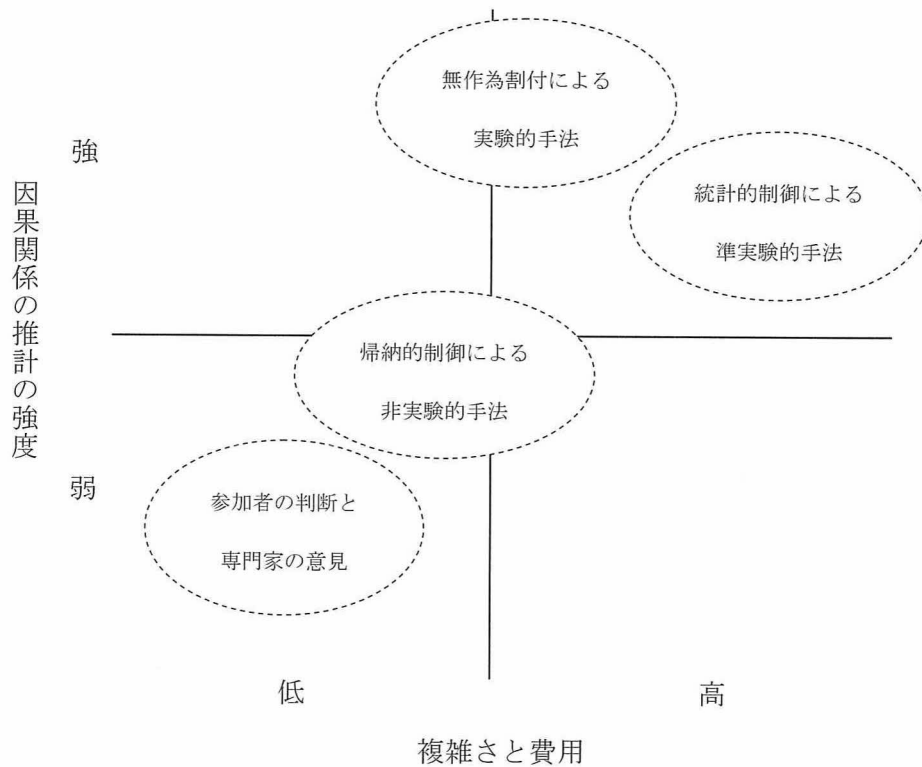 無作為割付による
実験的手法
強
統計的制御による
準実験的手法
因果関係の推計の強度
帰納的制御による
非実験的手法
弱
参加者の判断と
専門家の意見
低
高
複雑さと費用